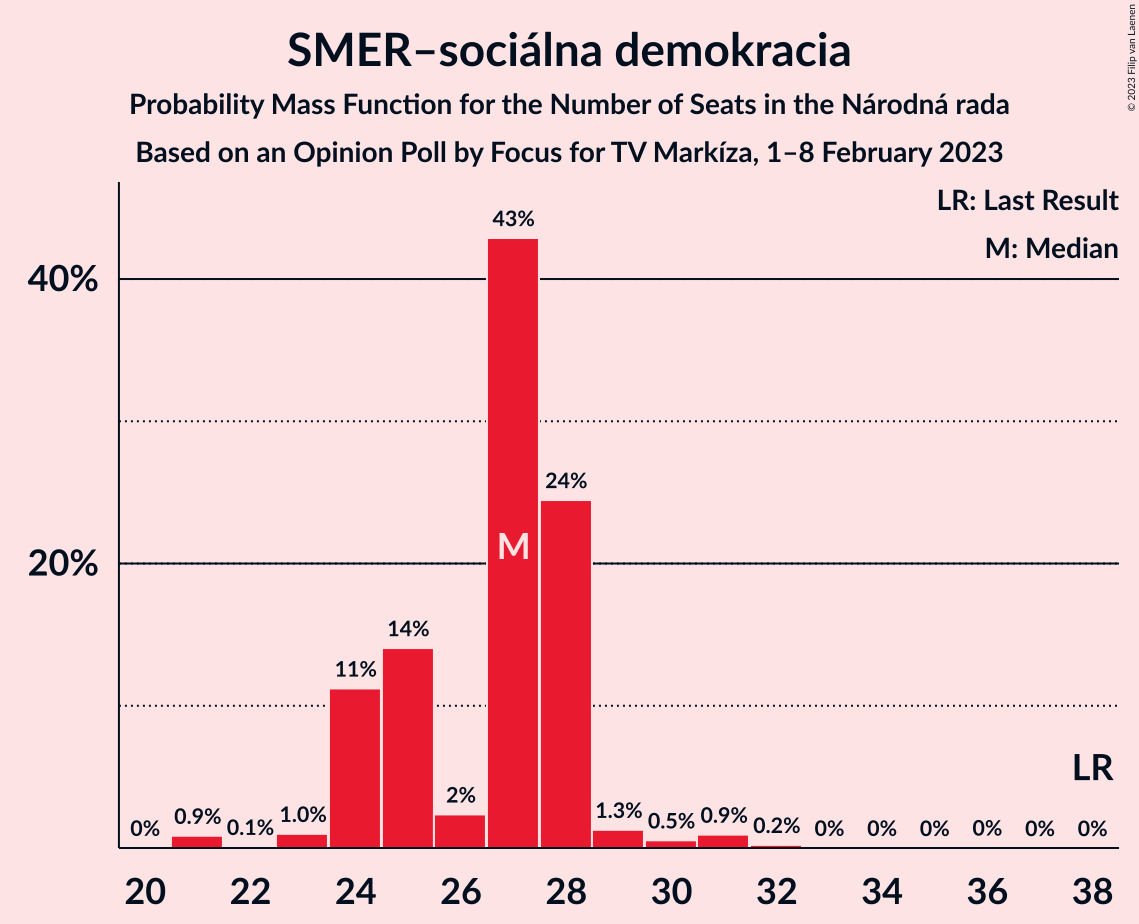 SMER–sociálna demokracia
Probability Mass Function for the Number of Seats in the Národná rada
Based on an Opinion Poll by Focus for TV Markíza, 1–8 February 2023
© 2023 Filip van Laenen
LR: Last Result
M: Median
40%
20%
0% 0.9% 0.1% 1.0% 11% 14% 2% 43% 24% 1.3% 0.5% 0.9% 0.2% 0% 0% 0% 0% 0% 0%
M
LR
20 22 24 26 28 30 32 34 36 38